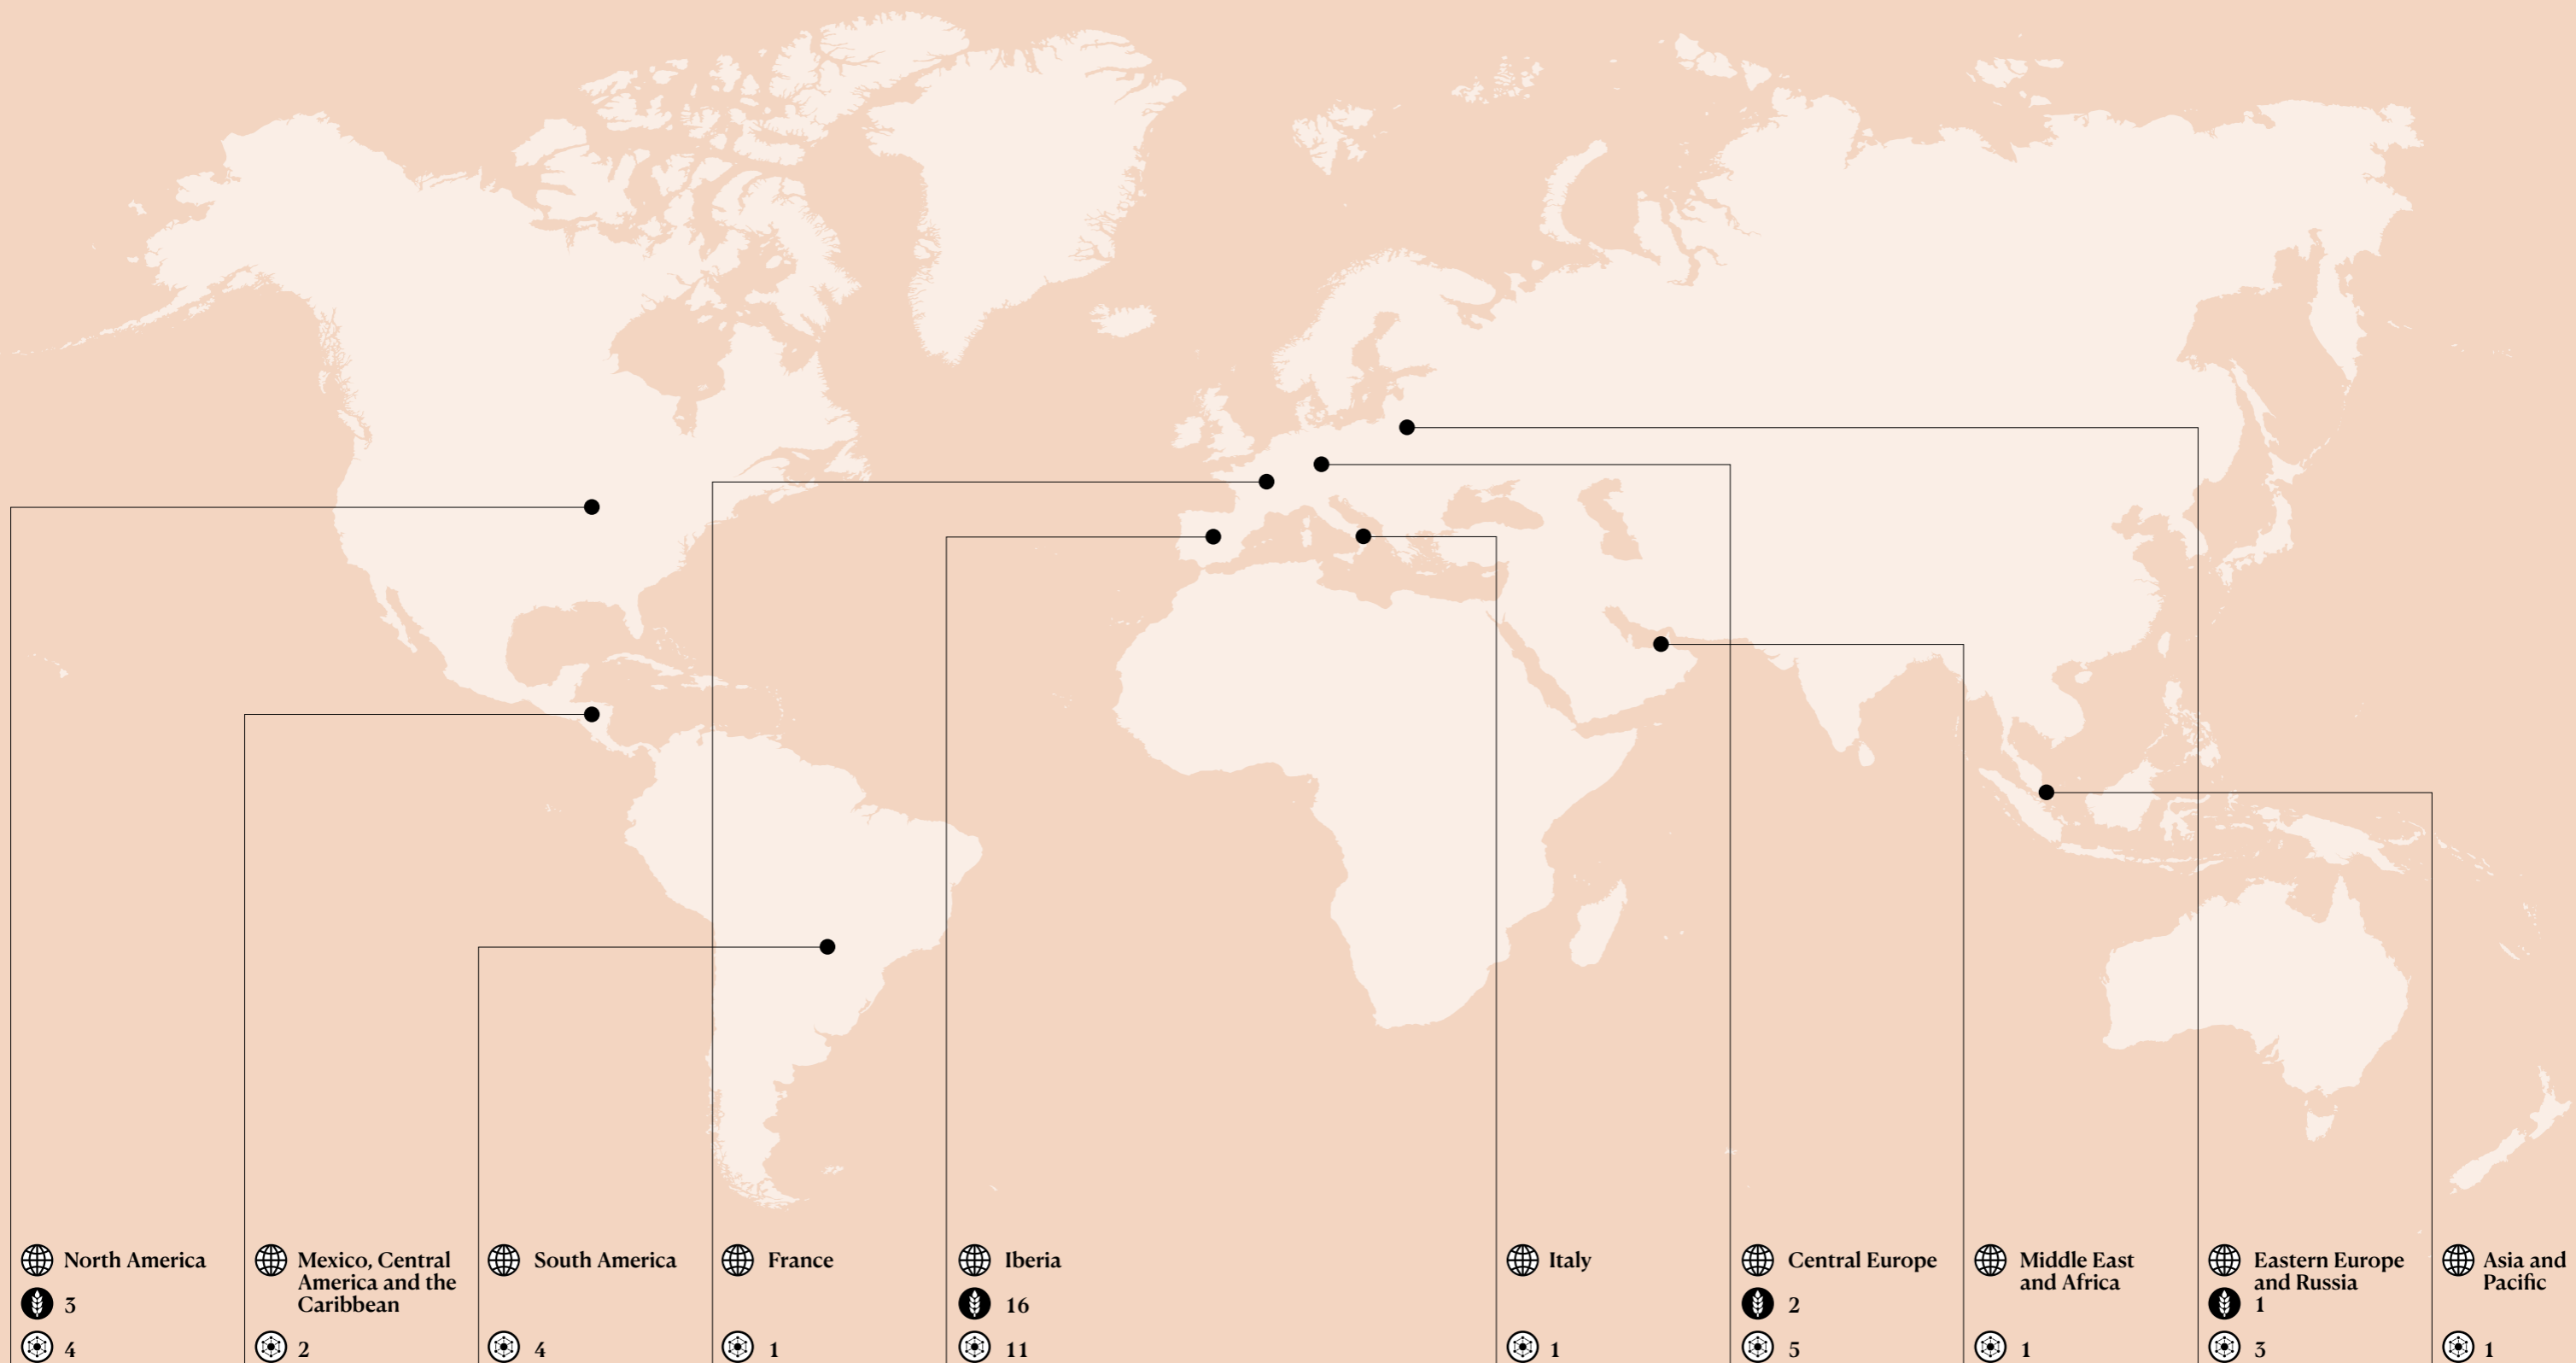 North America
3
4
Mexico, Central
America and the
Caribbean
2
South America
4
France
1
Iberia
16
11
Italy
1
Central Europe
2
5
Middle East
and Africa
1
Eastern Europe
and Russia
1
3
Asia and
Pacific
1